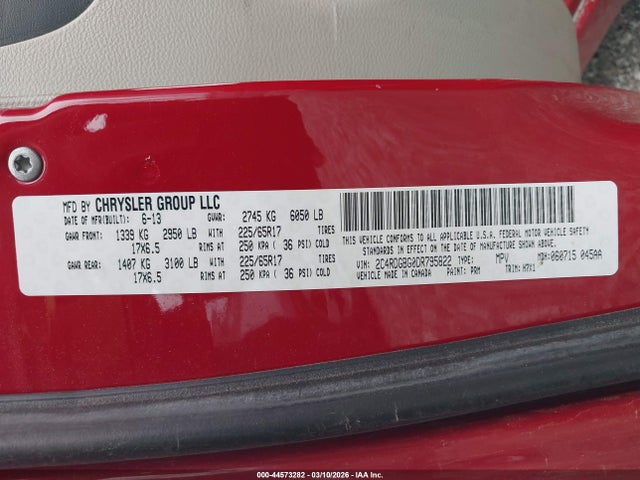 MFD BY CHRYSLER GROUP LLC
DATE OF MFR(BUILT): 6-13 GVWR: 2745 KG 6050 LB
GAWR FRONT: 1339 KG 2950 LB WITH 225/65R17 TIRES
17X6.5 RIMS AT 250 KPA ( 36 PSI) COLD
GAWR REAR: 1407 KG 3100 LB WITH 225/65R17 TIRES
17X6.5 RIMS AT 250 KPA ( 36 PSI) COLD
THIS VEHICLE CONFORMS TO ALL APPLICABLE U.S.A. FEDERAL MOTOR VEHICLE SAFETY
STANDARDS IN EFFECT ON THE DATE OF MANUFACTURE SHOWN ABOVE.
VIN: 2C4RDGBG0DR795822 TYPE: MPV MDH:060715 045AA
VEHICLE MADE IN CANADA PAINT: PRM TRIM: H7X1
000-44573282 - 03/10/2026 - IAA Inc.